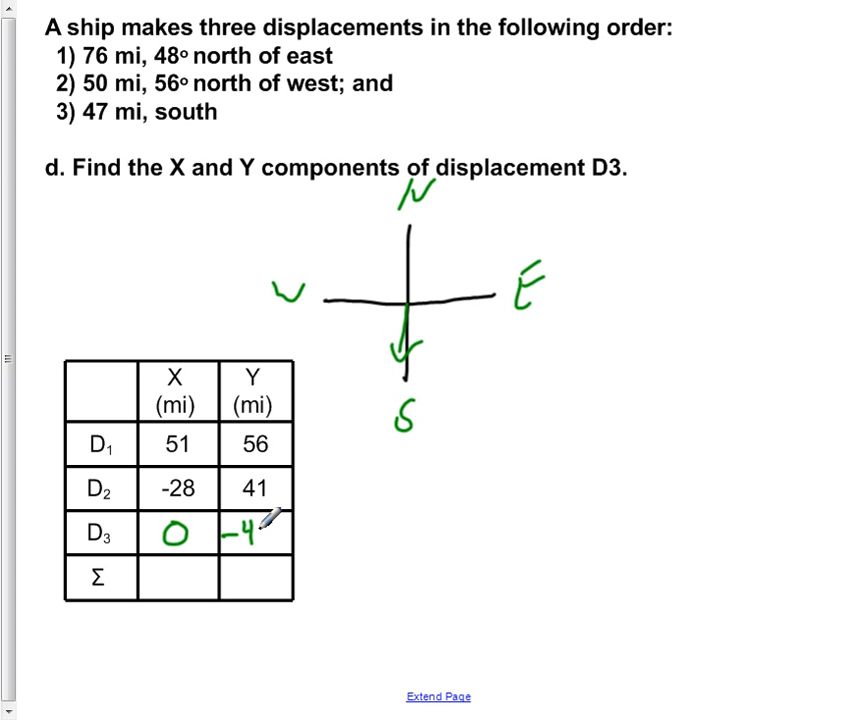 A ship makes three displacements in the following order:
1) 76 mi, 48° north of east
2) 50 mi, 56° north of west; and
3) 47 mi, south
d. Find the X and Y components of displacement D3.
N
W E
S
X Y
(mi) (mi)
D₁ 51 56
D₂ -28 41
D₃ 0 -4
Σ
Extend Page